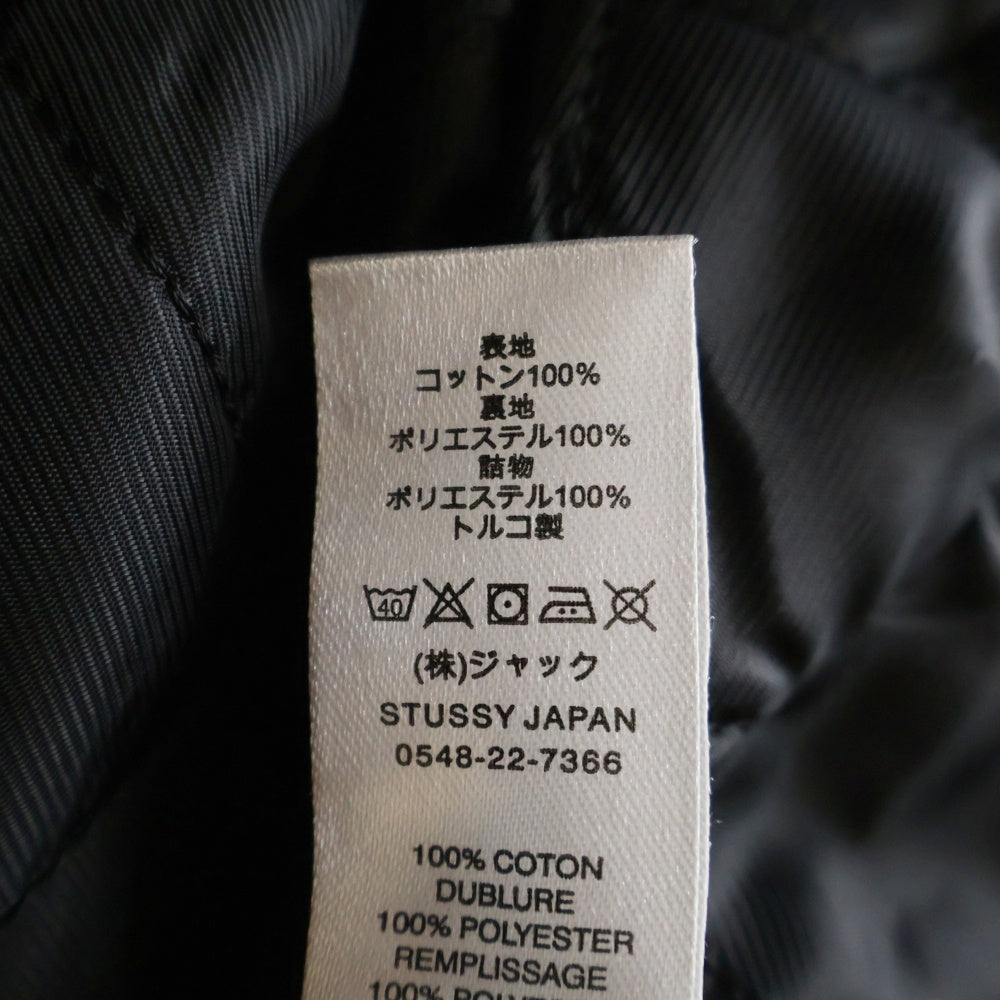 表地
コットン100%
裏地
ポリエステル100%
詰物
ポリエステル100%
トルコ製
40
(株)ジャック
STUSSY JAPAN
0548-22-7366
100% COTON
DUBLURE
100% POLYESTER
REMPLISSAGE
100%